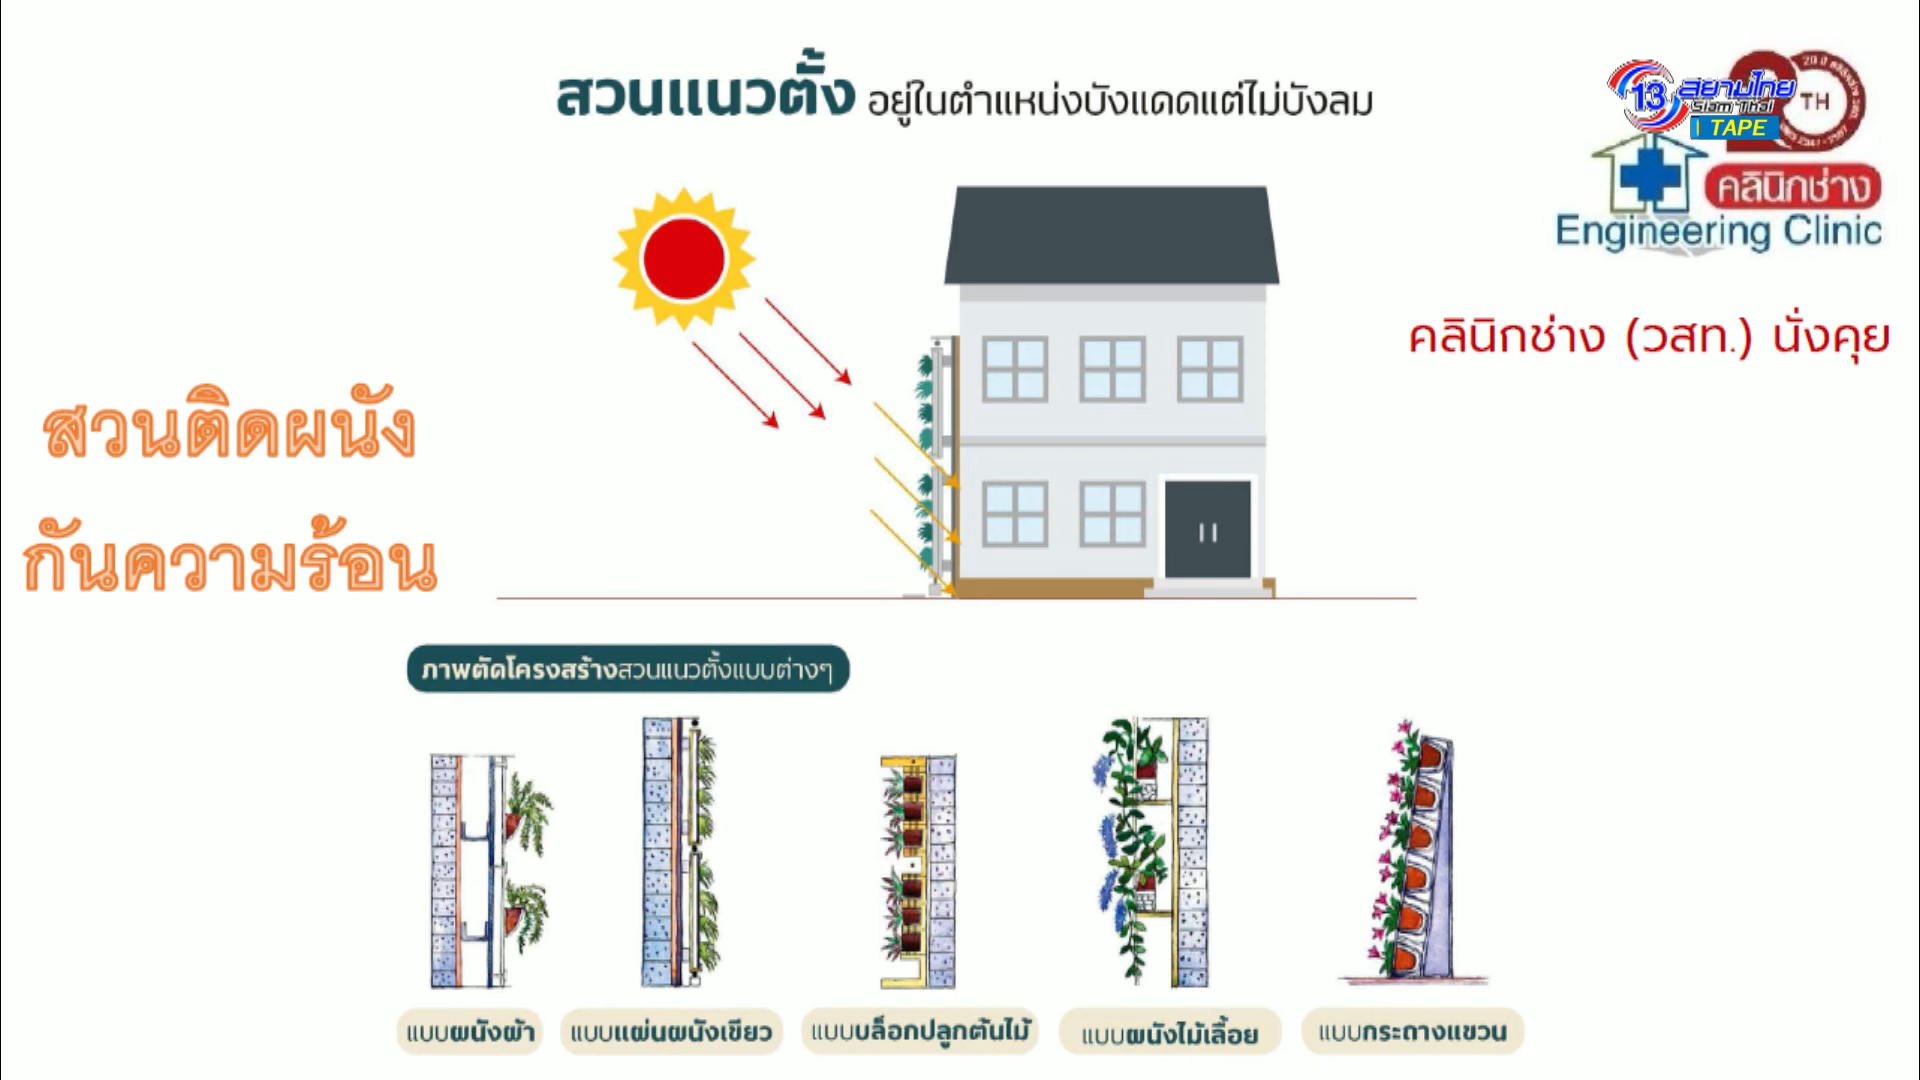 สวนแนวตั้ง อยู่ในตำแหน่งบังแดดแต่ไม่บังลม
13 สยามไทย
Siam Thai
TAPE
TH
คลินิกช่าง
Engineering Clinic
คลินิกช่าง (วสท.) นั่งคุย
สวนติดผนัง
กันความร้อน
ภาพตัดโครงสร้างสวนแนวตั้งแบบต่างๆ
แบบผนังผ้า
แบบแผ่นผนังเขียว
แบบบล็อกปลูกต้นไม้
แบบผนังไม้เลื้อย
แบบกระถางแขวน